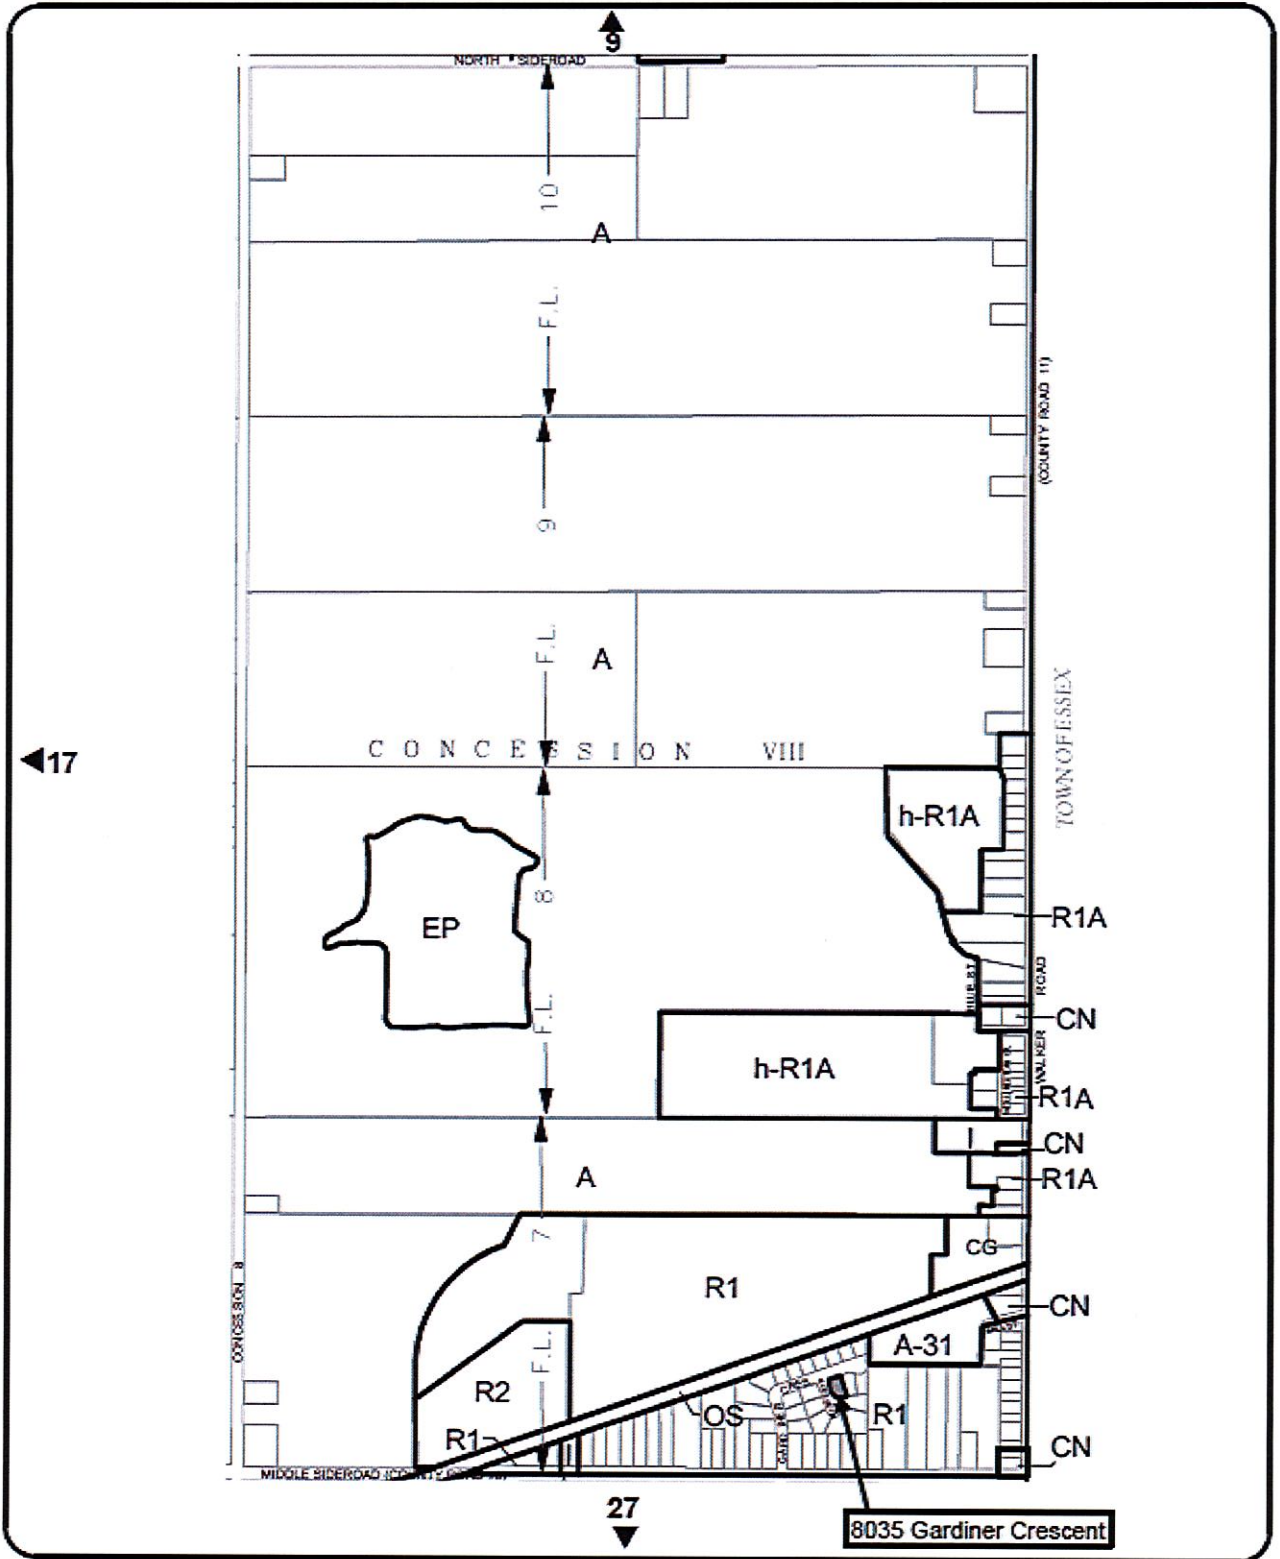 9
NORTH SIDEROAD
10
A
F.L.
(COUNTY ROAD 11)
9
F.L.
A
TOWN OF ESSEX
CONCESSION VIII
17
h-R1A
8
EP
R1A
ROAD
F.L.
CN
h-R1A
WALKER
R1A
CN
A
R1A
7
CG
R1
CN
CONCESSION 8
A-31
F.L.
R2
OS
R1
R1
CN
MIDDLE SIDEROAD (COUNTY
27
8035 Gardiner Crescent